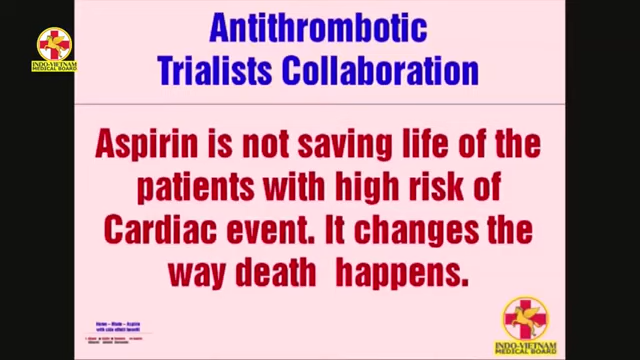 INDO-VIETNAM
MEDICAL BOARD
Antithrombotic
Trialists Collaboration
Aspirin is not saving life of the
patients with high risk of
Cardiac event. It changes the
way death happens.
INDO-VIETNAM
MEDICAL BOARD